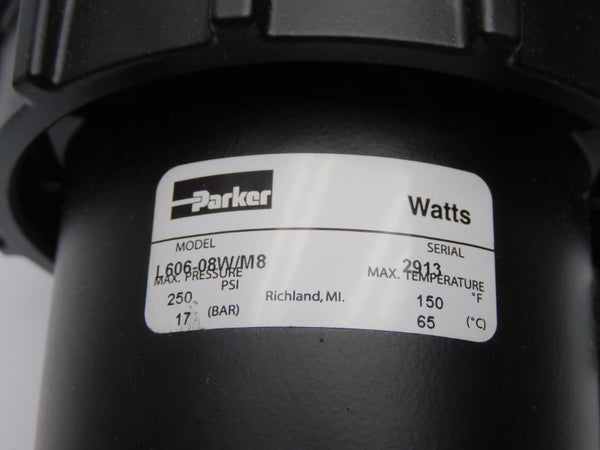 Parker Watts
MODEL SERIAL
L606-08W/M8 2913
MAX. PRESSURE MAX. TEMPERATURE
250 PSI Richland, MI. 150 °F
17 (BAR) 65 (°C)